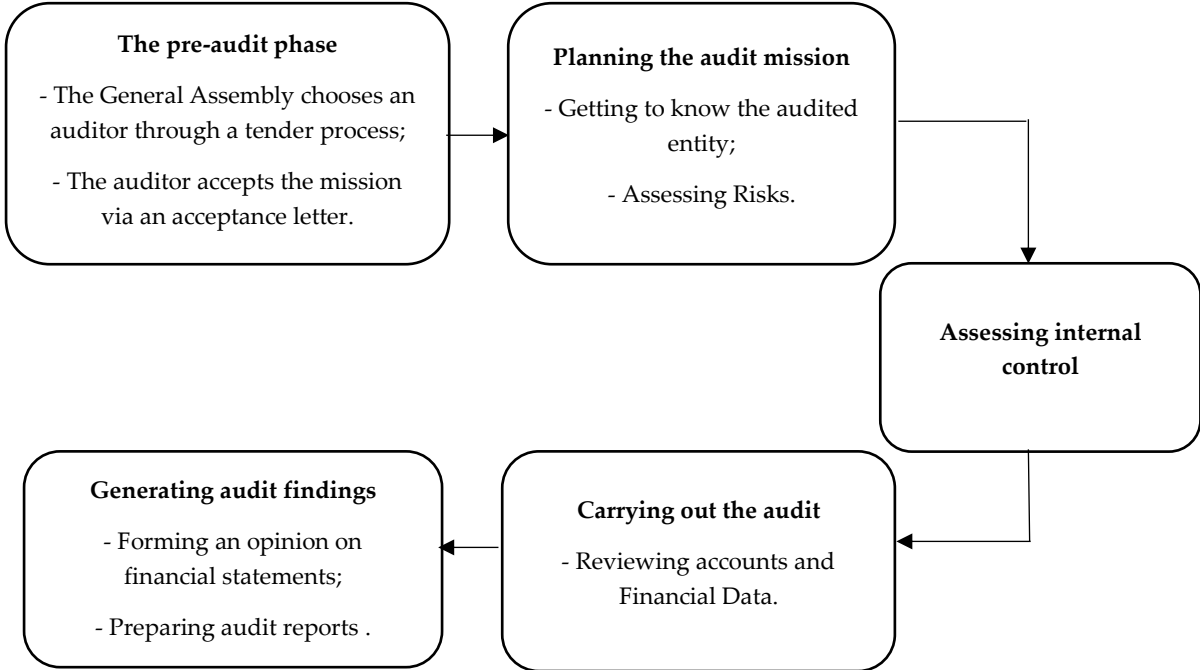 The pre-audit phase
- The General Assembly chooses an
auditor through a tender process;
- The auditor accepts the mission
via an acceptance letter.
Planning the audit mission
- Getting to know the audited
entity;
- Assessing Risks.
Assessing internal
control
Carrying out the audit
- Reviewing accounts and
Financial Data.
Generating audit findings
- Forming an opinion on
financial statements;
- Preparing audit reports .